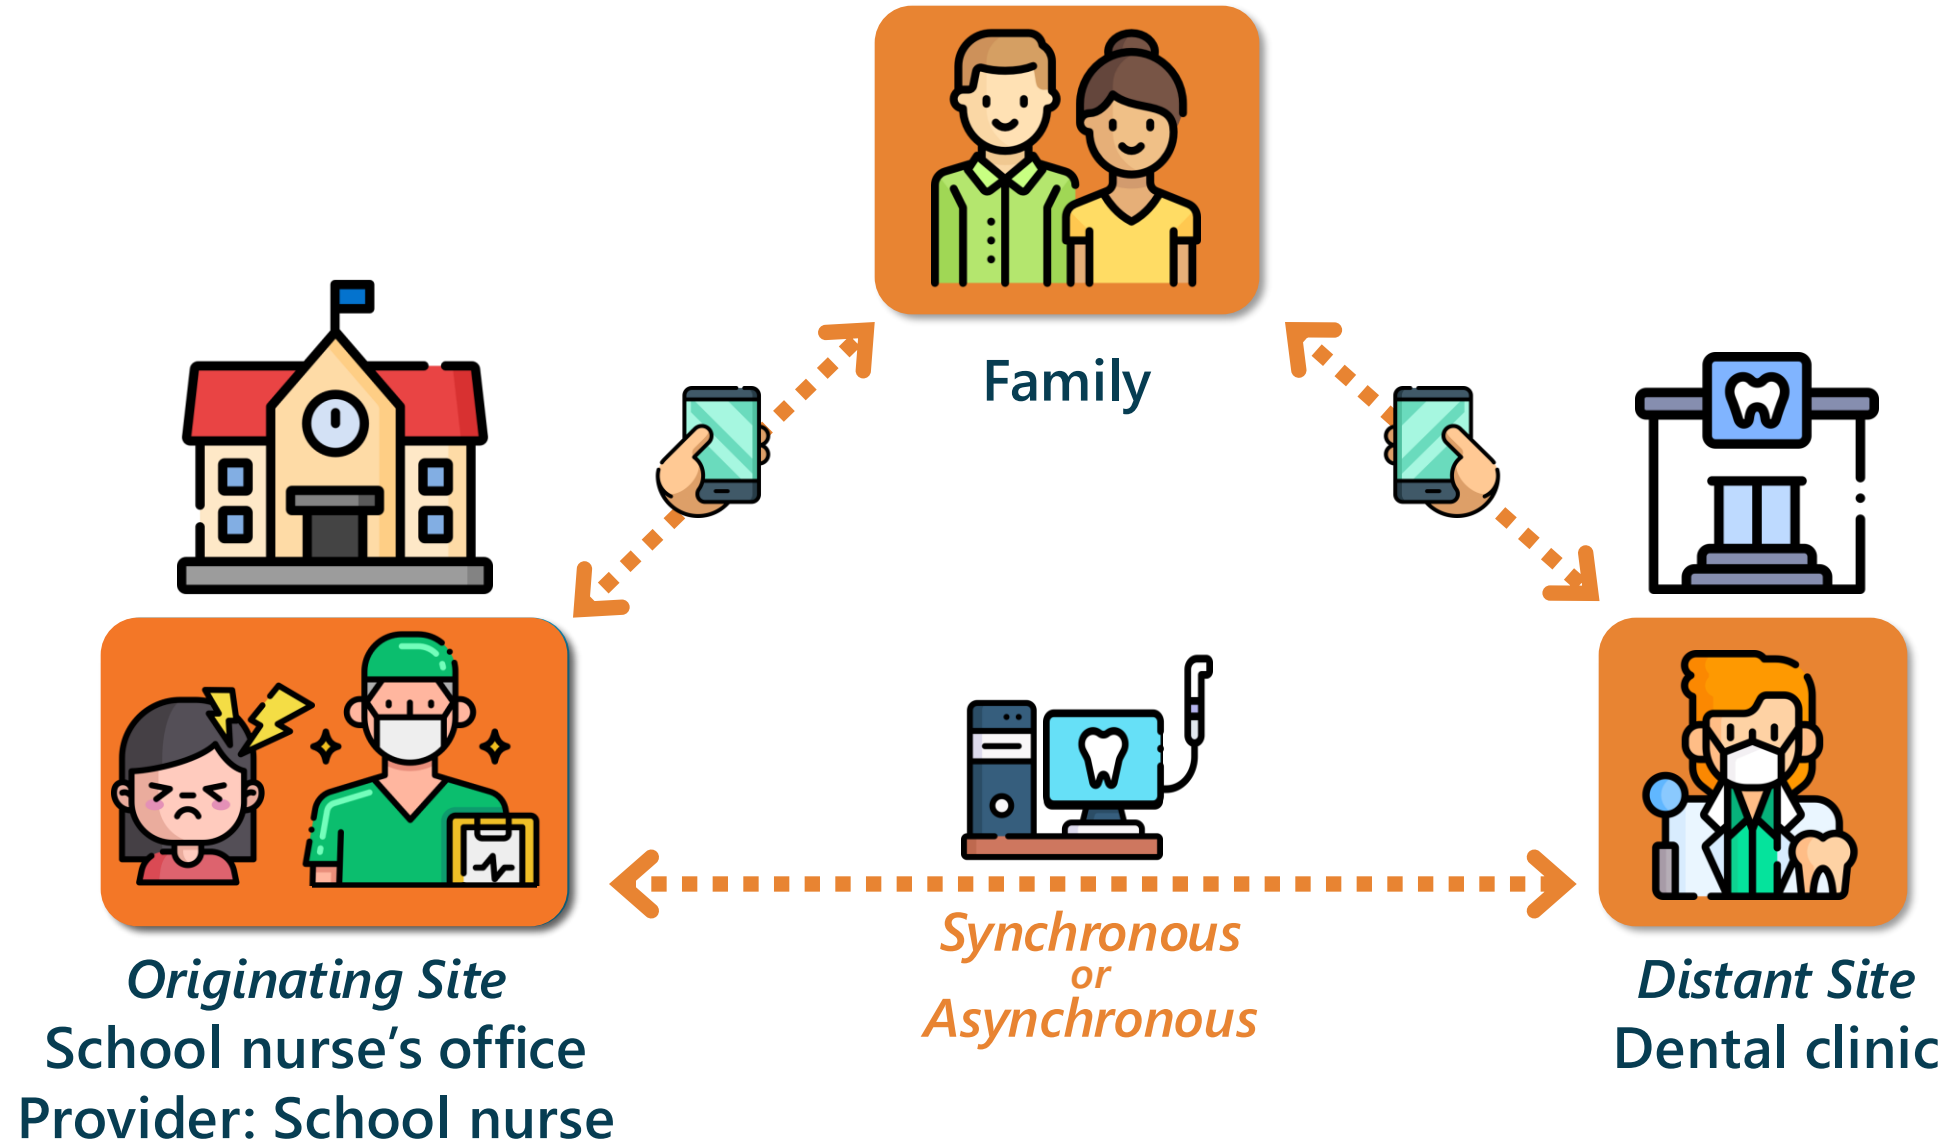 Family
Synchronous
or
Asynchronous
Originating Site
School nurse’s office
Provider: School nurse
Distant Site
Dental clinic